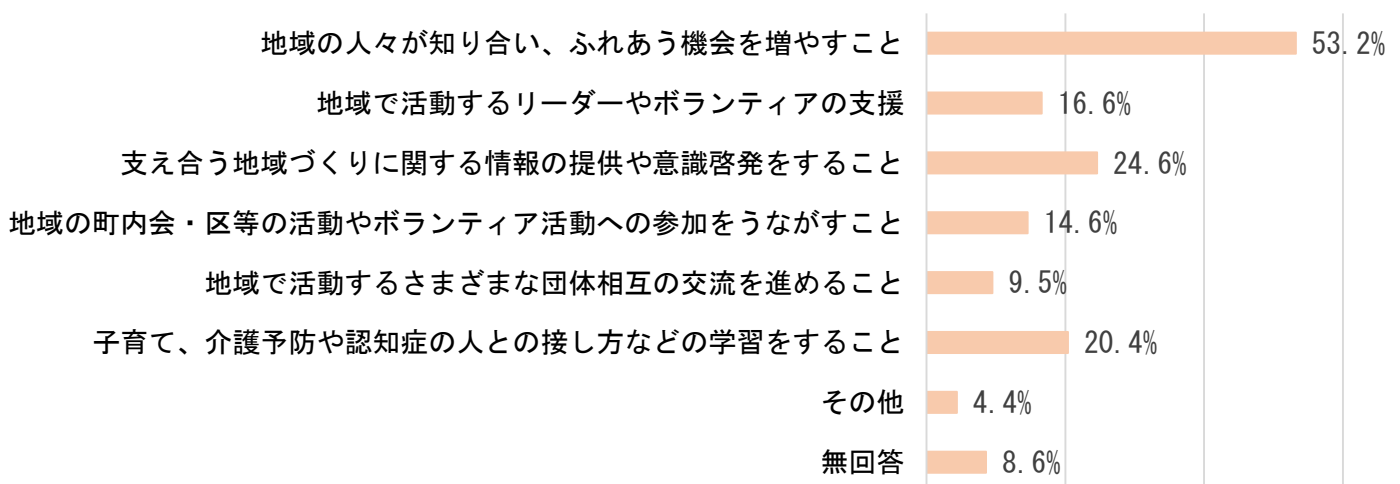 地域の人々が知り合い、ふれあう機会を増やすこと 53.2%
地域で活動するリーダーやボランティアの支援 16.6%
支え合う地域づくりに関する情報の提供や意識啓発をすること 24.6%
地域の町内会・区等の活動やボランティア活動への参加をうながすこと 14.6%
地域で活動するさまざまな団体相互の交流を進めること 9.5%
子育て、介護予防や認知症の人との接し方などの学習をすること 20.4%
その他 4.4%
無回答 8.6%